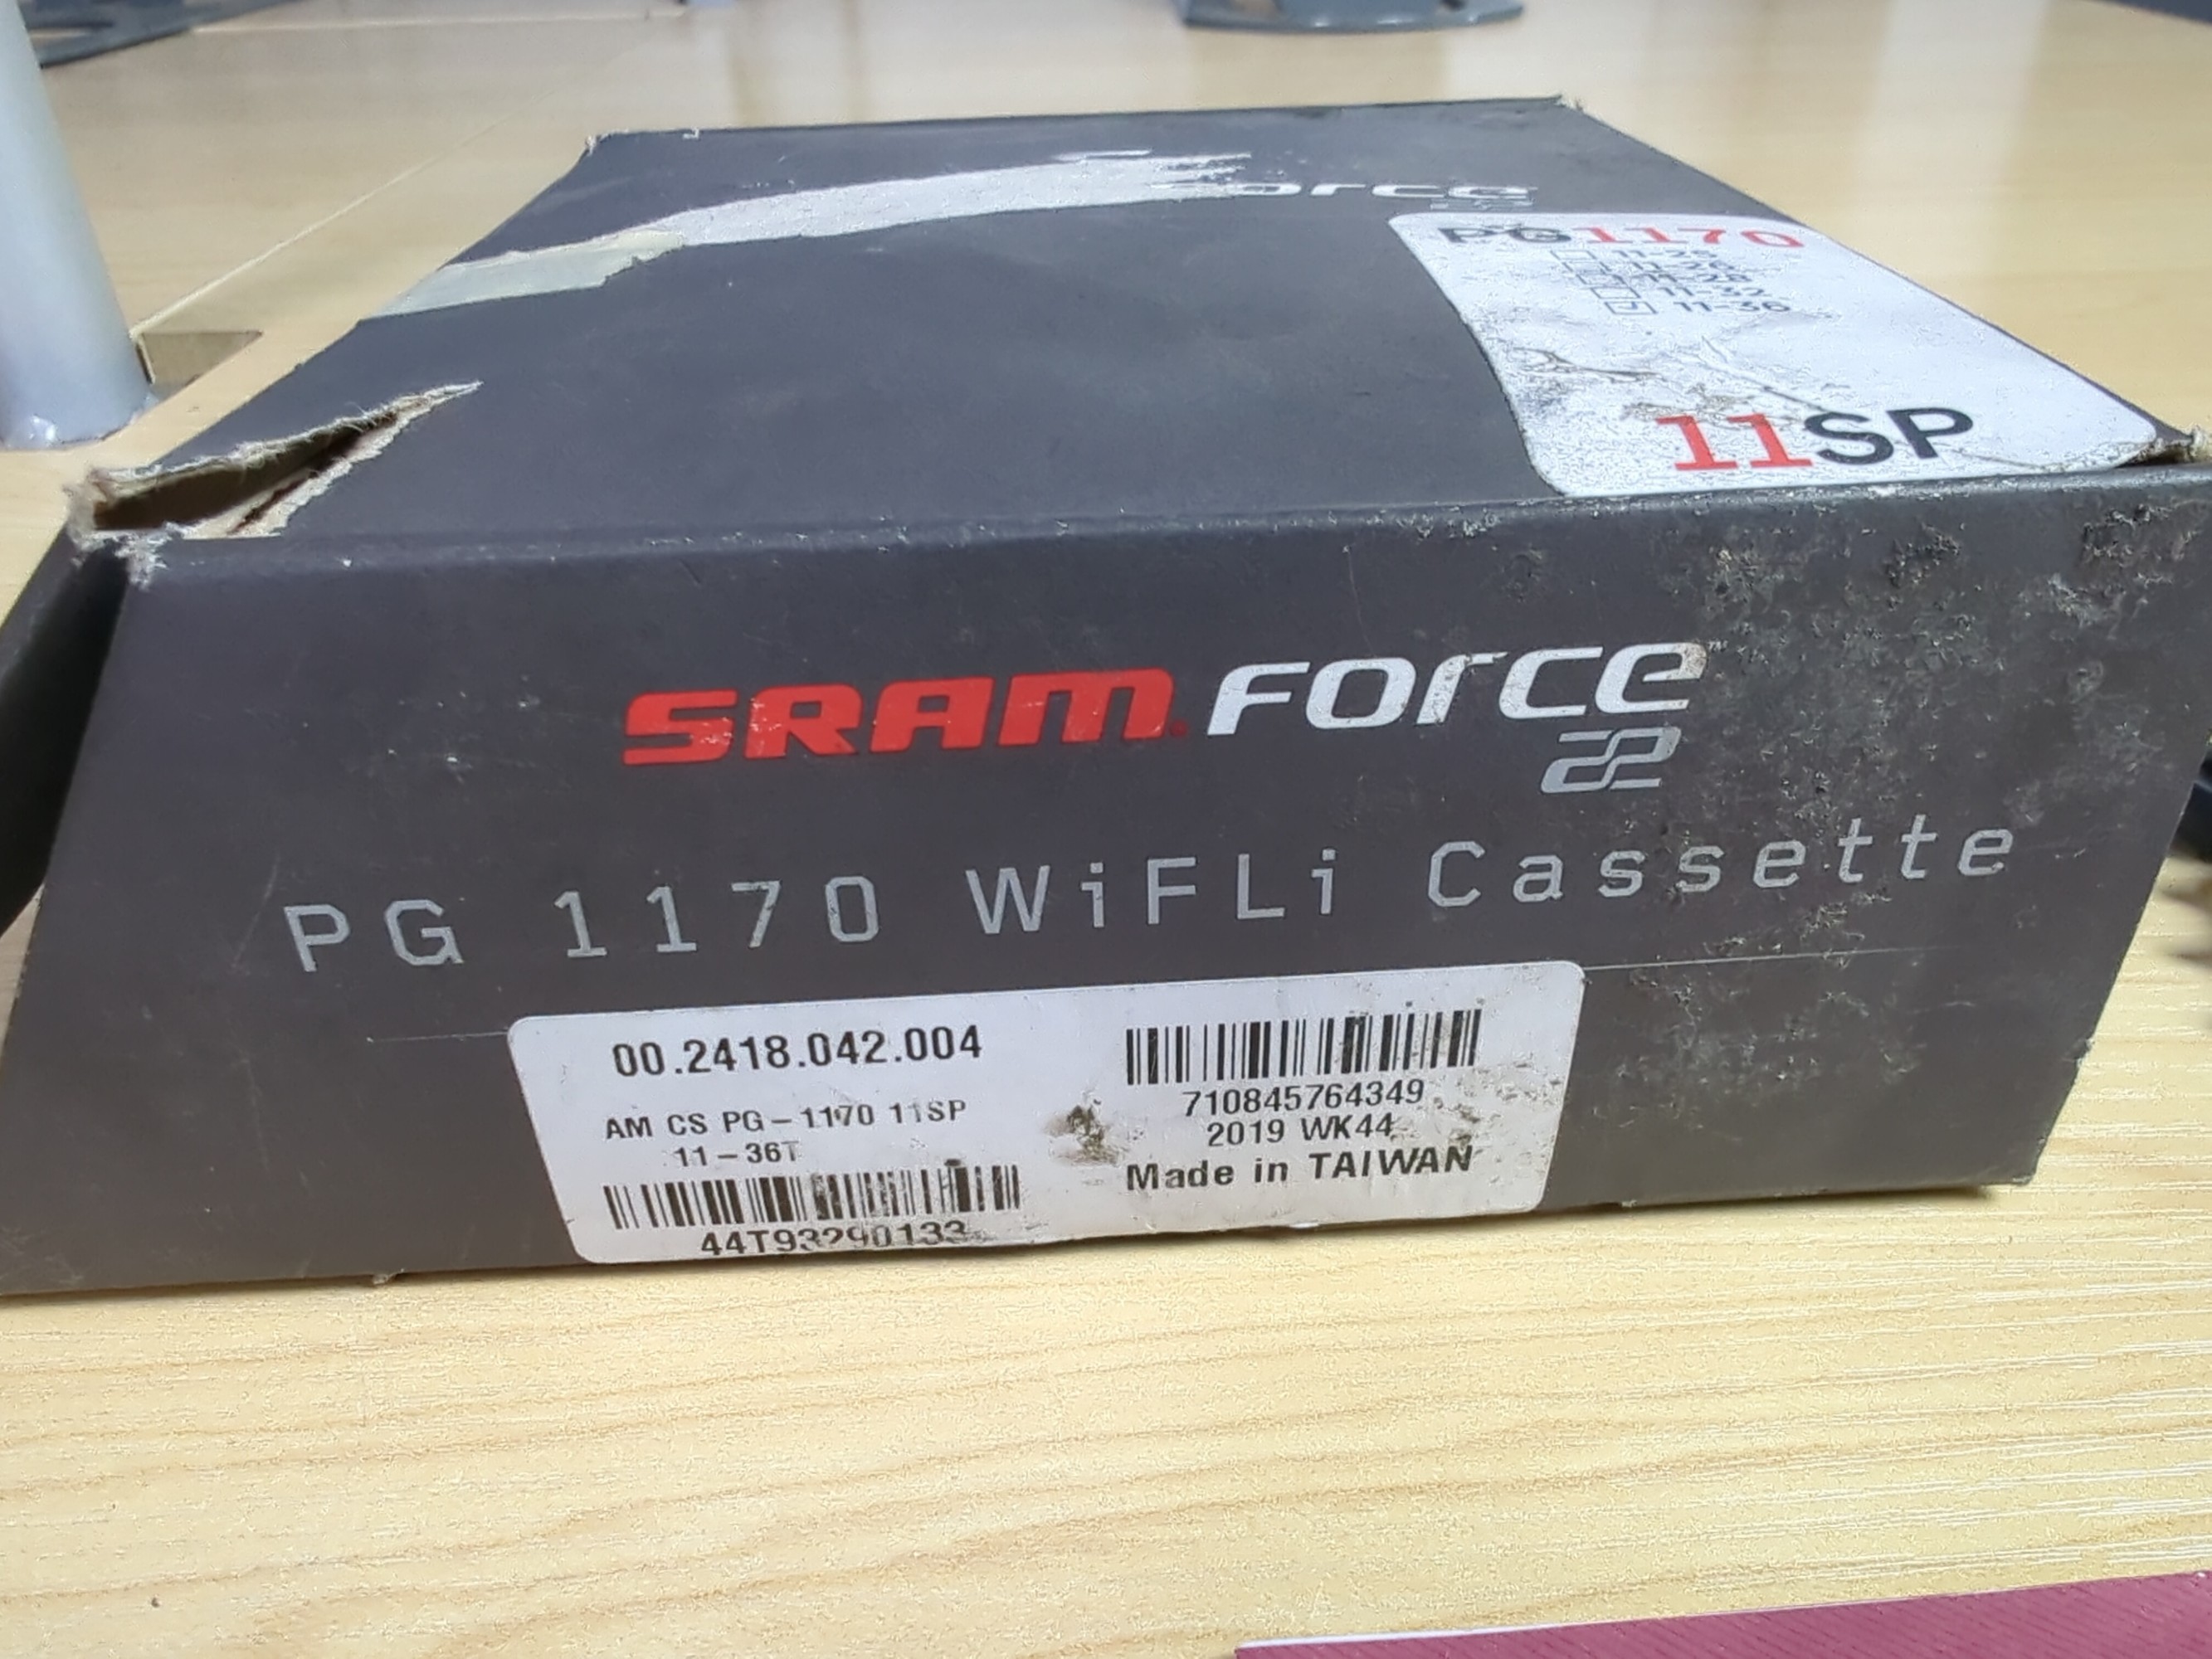 PG1170
11-36
11SP
SRAM FORCE
22
PG 1170 WiFLi Cassette
00.2418.042.004
AM CS PG-1170 11SP
11-36T
44T93290133
710845764349
2019 WK44
Made in TAIWAN